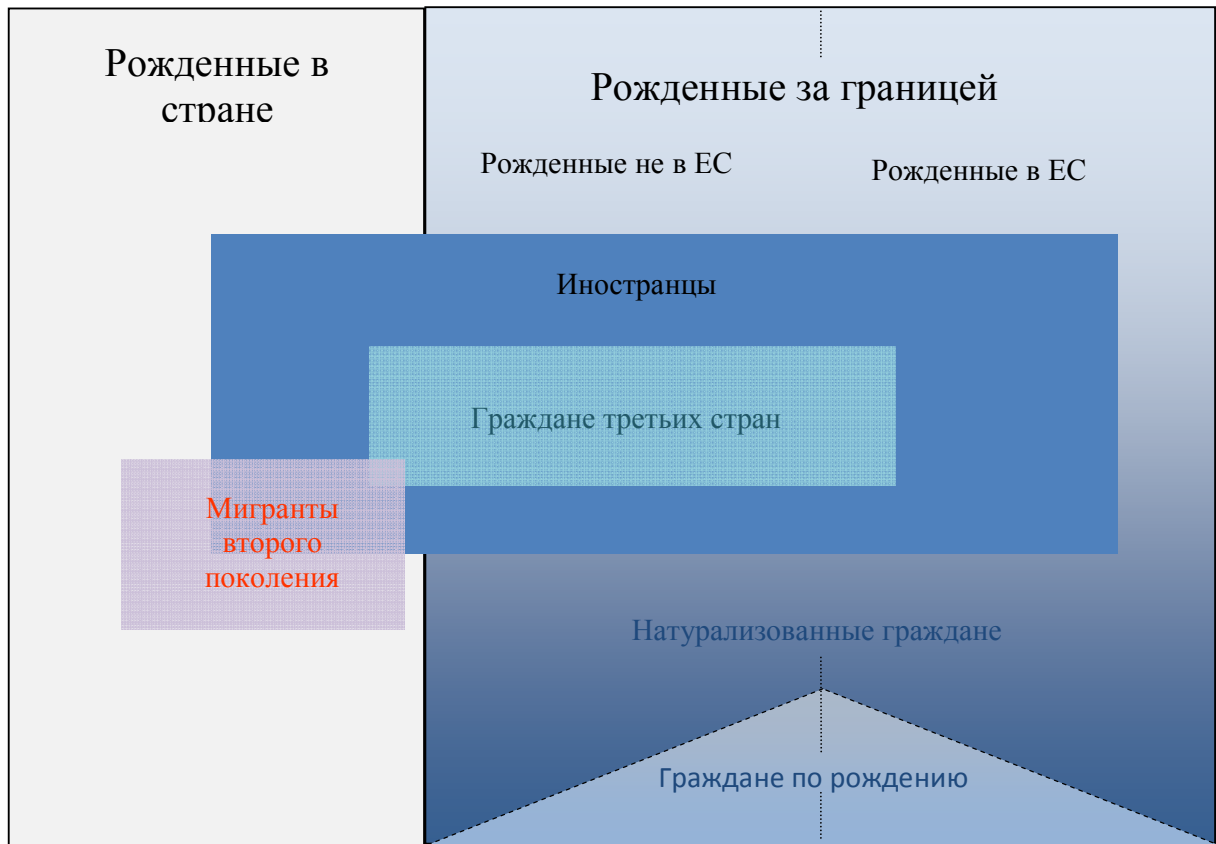 Рожденные в
стране
Рожденные за границей
Рожденные не в ЕС
Рожденные в ЕС
Иностранцы
Граждане третьих стран
Мигранты
второго
поколения
Натурализованные граждане
Граждане по рождению